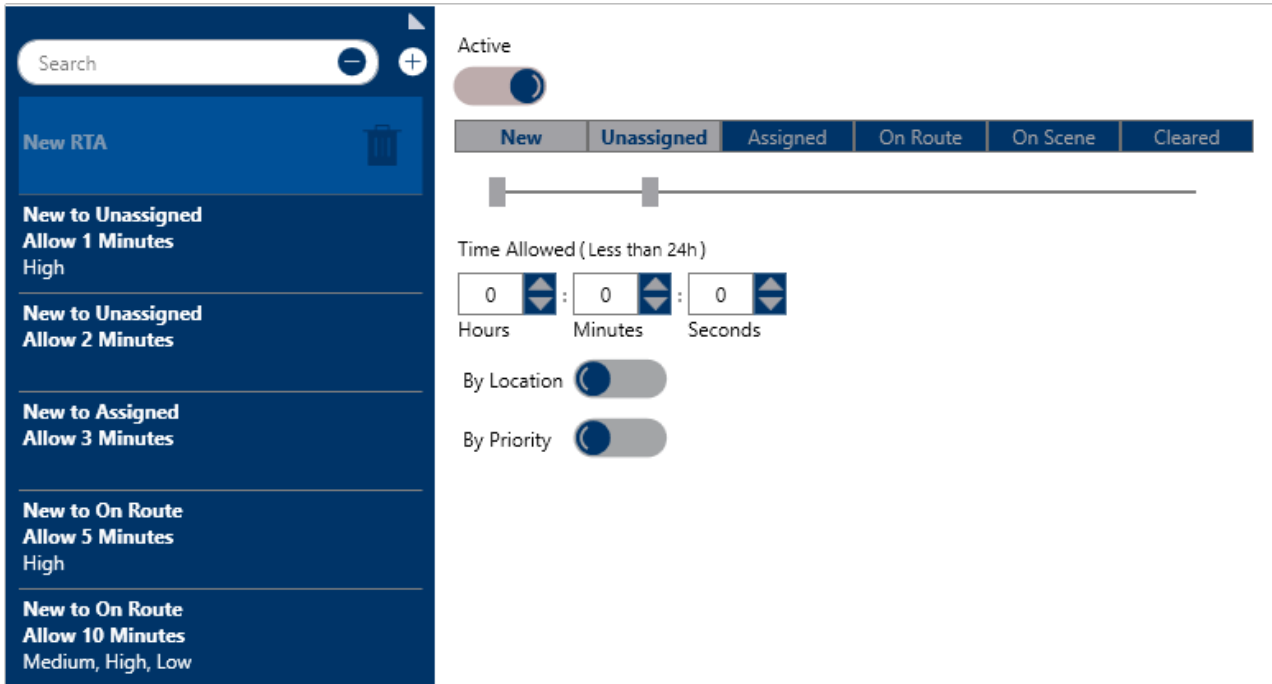 Search
New RTA
New to Unassigned
Allow 1 Minutes
High
New to Unassigned
Allow 2 Minutes
New to Assigned
Allow 3 Minutes
New to On Route
Allow 5 Minutes
High
New to On Route
Allow 10 Minutes
Medium, High, Low
Active
New Unassigned Assigned On Route On Scene Cleared
Time Allowed (Less than 24h)
0 : 0 : 0
Hours Minutes Seconds
By Location
By Priority